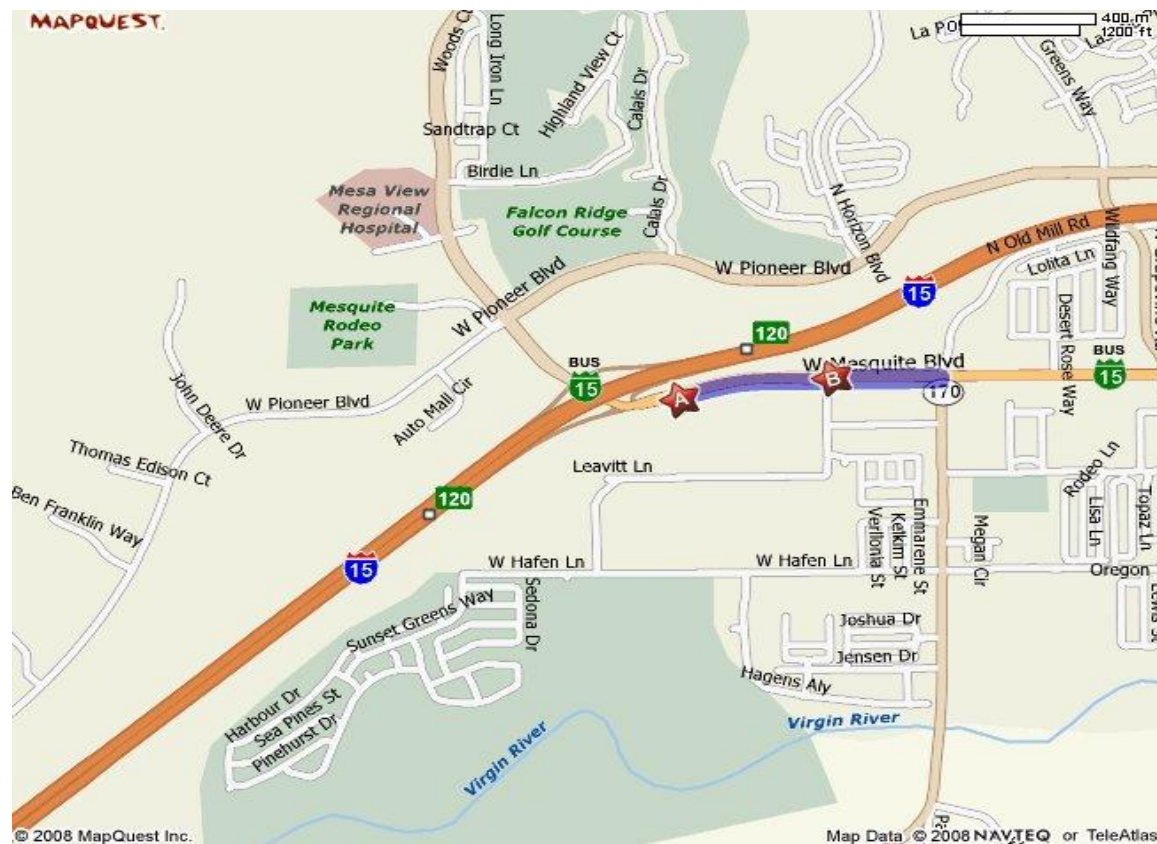 MAPQUEST.
400 m
1200 ft
Woods Ct
Long Iron Ln
Highland View Ct
Calais Dr
Greens Way
Sandtrap Ct
Birdie Ln
Mesa View
Regional
Hospital
Falcon Ridge
Golf Course
Calais Dr
N Horizon Blvd
N Old Mill Rd
Wildfang Way
Lolita Ln
W Pioneer Blvd
W Pioneer Blvd
15
Mesquite
Rodeo
Park
120
W Mesquite Blvd
Desert Rose Way
BUS
15
BUS
15
A
B
170
John Deere Dr
W Pioneer Blvd
Auto Mall Cir
Thomas Edison Ct
Ben Franklin Way
Leavitt Ln
120
Rodeo Ln
Lisa Ln
Topaz Ln
Emmarene St
Kelkim St
Verllonia St
Megan Cir
15
W Hafen Ln
W Hafen Ln
Oregon
Sedona Dr
Sunset Greens Way
Joshua Dr
Jensen Dr
Hagens Aly
Harbour Dr
Sea Pines St
Pinehurst Dr
Virgin River
Virgin River
© 2008 MapQuest Inc.
Map Data © 2008 NAVTEQ or TeleAtlas